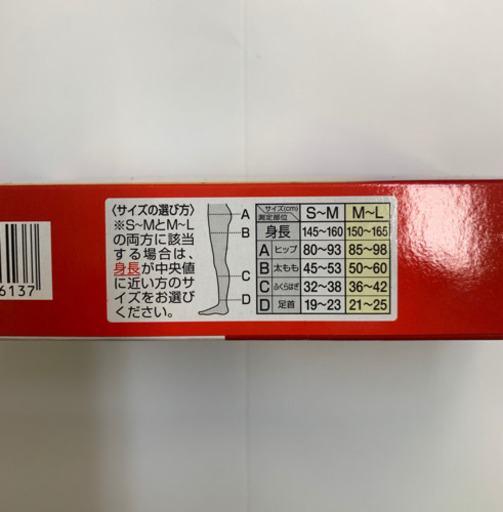 〈サイズの選び方〉
※S~MとM~L
の両方に該当
する場合は、
身長が中央値
に近い方のサ
イズをお選び
ください。
A
B
C
D
サイズ(cm) 測定部位 S~M M~L
身長 145~160 150~165
A ヒップ 80~93 85~98
B 太もも 45~53 50~60
C ふくらはぎ 32~38 36~42
D 足首 19~23 21~25
6137